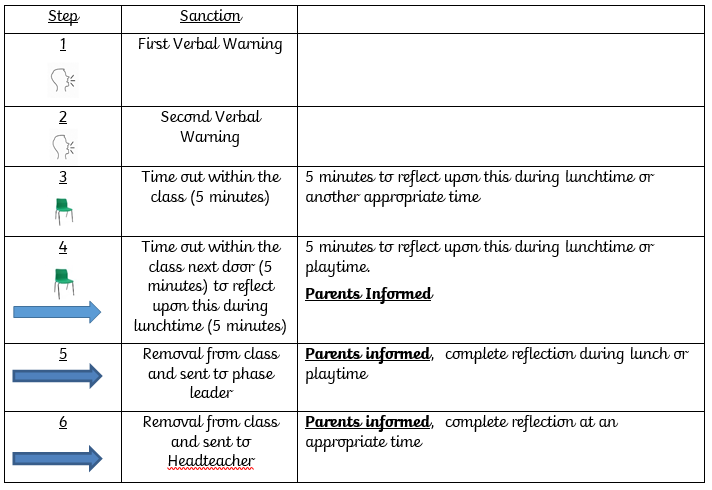 Step Sanction
1 First Verbal Warning
2 Second Verbal
Warning
3 Time out within the 5 minutes to reflect upon this during lunchtime or
class (5 minutes) another appropriate time
4 Time out within the 5 minutes to reflect upon this during lunchtime or
class next door (5 playtime.
minutes) to reflect Parents Informed
upon this during
lunchtime (5 minutes)
5 Removal from class Parents informed, complete reflection during lunch or
and sent to phase playtime
leader
6 Removal from class Parents informed, complete reflection at an
and sent to appropriate time
Headteacher